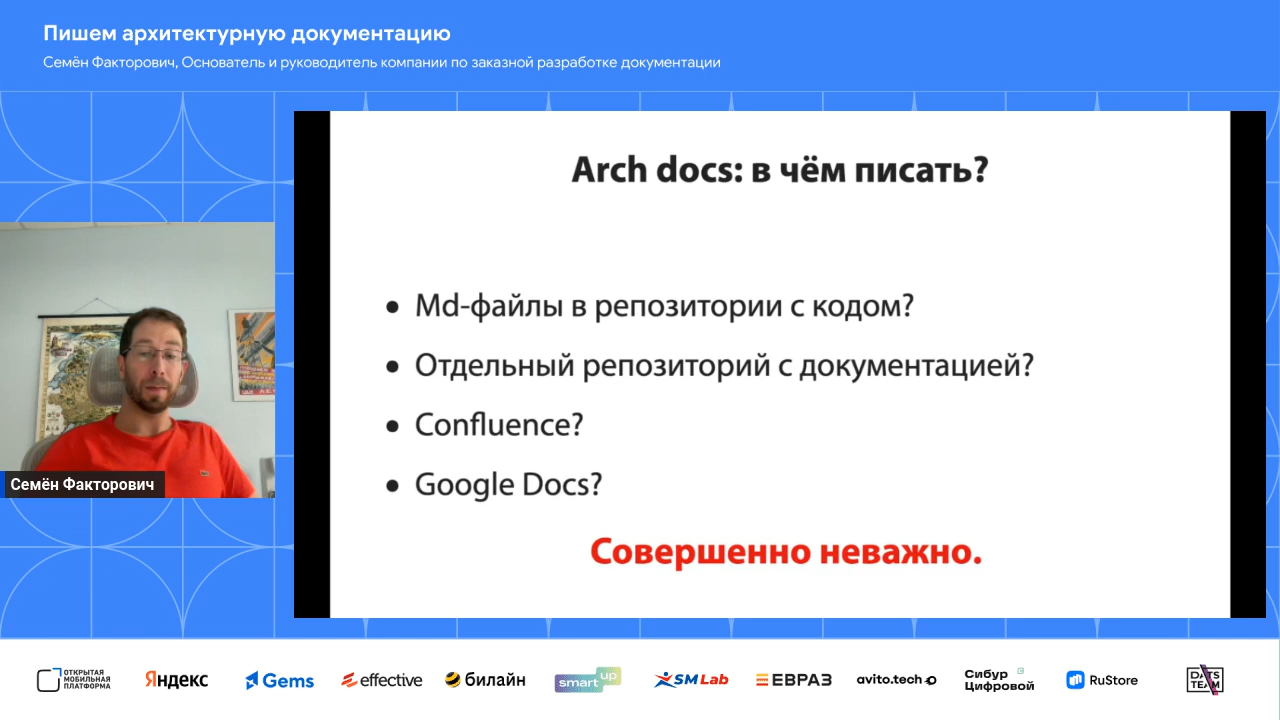 Пишем архитектурную документацию
Семён Факторович, Основатель и руководитель компании по заказной разработке документации
Arch docs: в чём писать?
• Md-файлы в репозитории с кодом?
• Отдельный репозиторий с документацией?
• Confluence?
• Google Docs?
Совершенно неважно.
Семён Факторович
ОТКРЫТАЯ
МОБИЛЬНАЯ
ПЛАТФОРМА
Яндекс
Gems
effective
билайн
smart up
SM Lab
ЕВРАЗ
avito.tech
Сибур
Цифровой
RuStore
DATS
TEAM